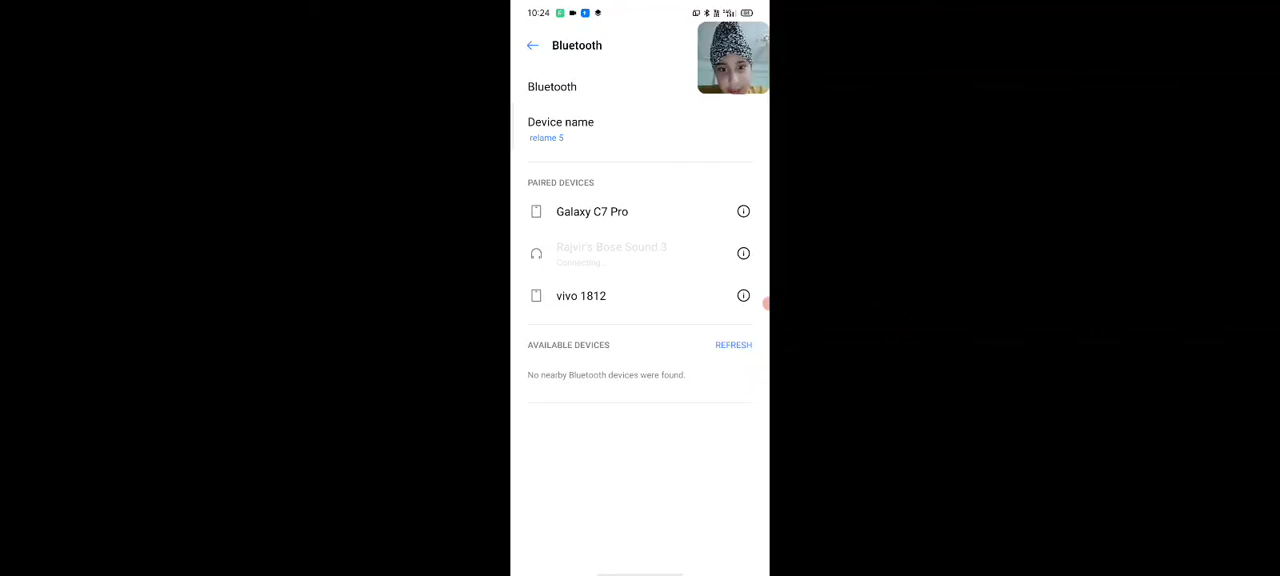 10:24
Bluetooth
Bluetooth
Device name
relame 5
PAIRED DEVICES
Galaxy C7 Pro
Rajvir's Bose Sound 3
Connecting...
vivo 1812
AVAILABLE DEVICES
REFRESH
No nearby Bluetooth devices were found.